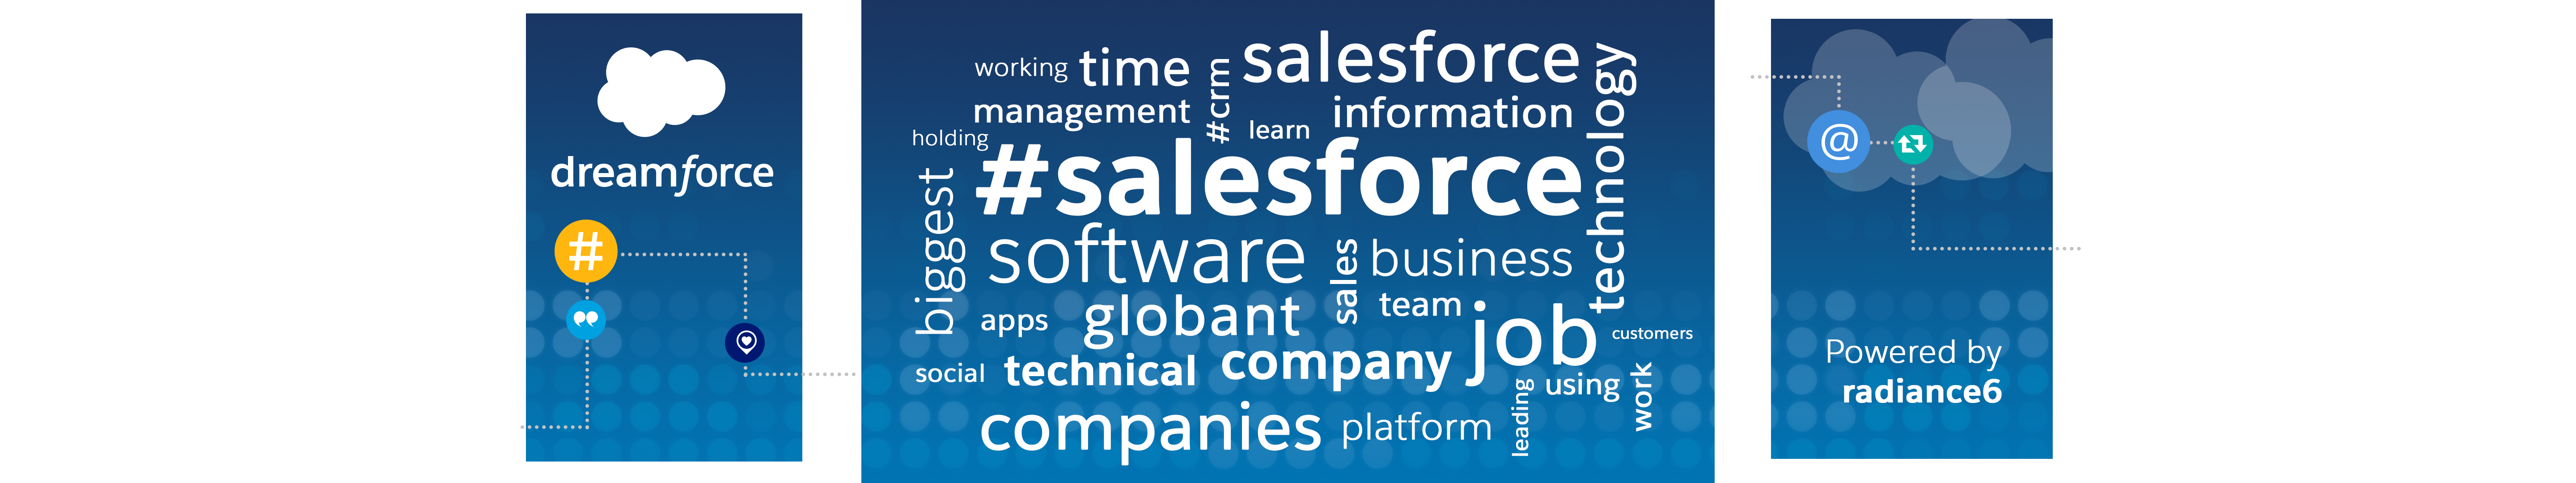 dreamforce
#
working time #crm salesforce
management learn information technology
holding
#salesforce
biggest
software sales business
apps globant team job customers
social technical company using work
companies platform leading
@
Powered by
radiance6